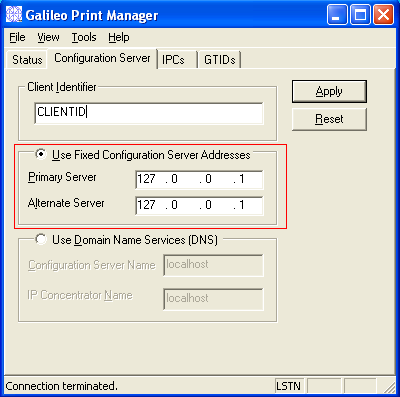 Galileo Print Manager
File View Tools Help
Status Configuration Server IPCs GTIDs
Client Identifier
CLIENTID
Apply
Reset
Use Fixed Configuration Server Addresses
Primary Server 127 . 0 . 0 . 1
Alternate Server 127 . 0 . 0 . 1
Use Domain Name Services (DNS)
Configuration Server Name localhost
IP Concentrator Name localhost
Connection terminated. LSTN